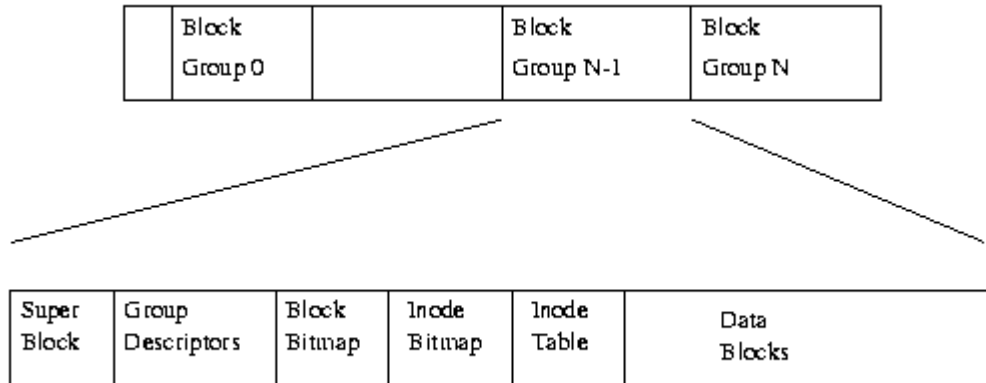 Block
Group 0
Block
Group N-1
Block
Group N
Super
Block
Group
Descriptors
Block
Bitmap
Inode
Bitmap
Inode
Table
Data
Blocks